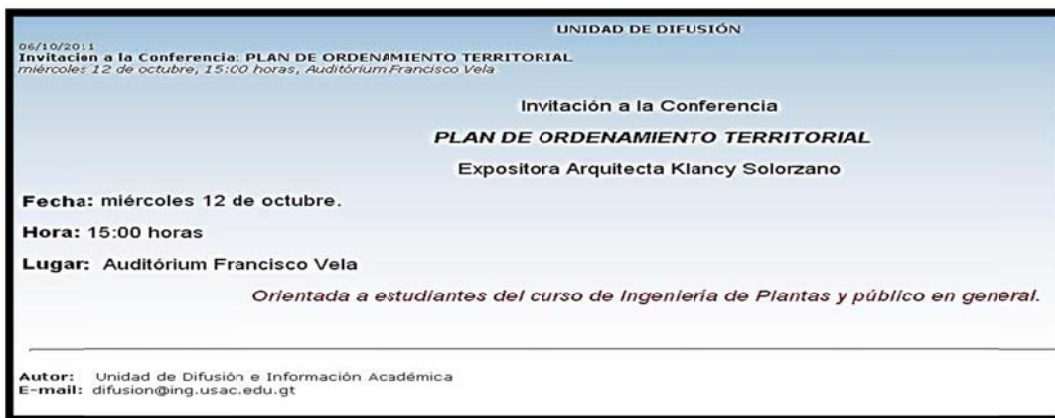 UNIDAD DE DIFUSIÓN
06/10/2011
Invitacion a la Conferencia: PLAN DE ORDENAMIENTO TERRITORIAL
miércoles 12 de octubre, 15:00 horas, Auditórium Francisco Vela
Invitación a la Conferencia
PLAN DE ORDENAMIENTO TERRITORIAL
Expositora Arquitecta Klancy Solorzano
Fecha: miércoles 12 de octubre.
Hora: 15:00 horas
Lugar: Auditórium Francisco Vela
Orientada a estudiantes del curso de Ingeniería de Plantas y público en general.
Autor: Unidad de Difusión e Información Académica
E-mail: difusion@ing.usac.edu.gt